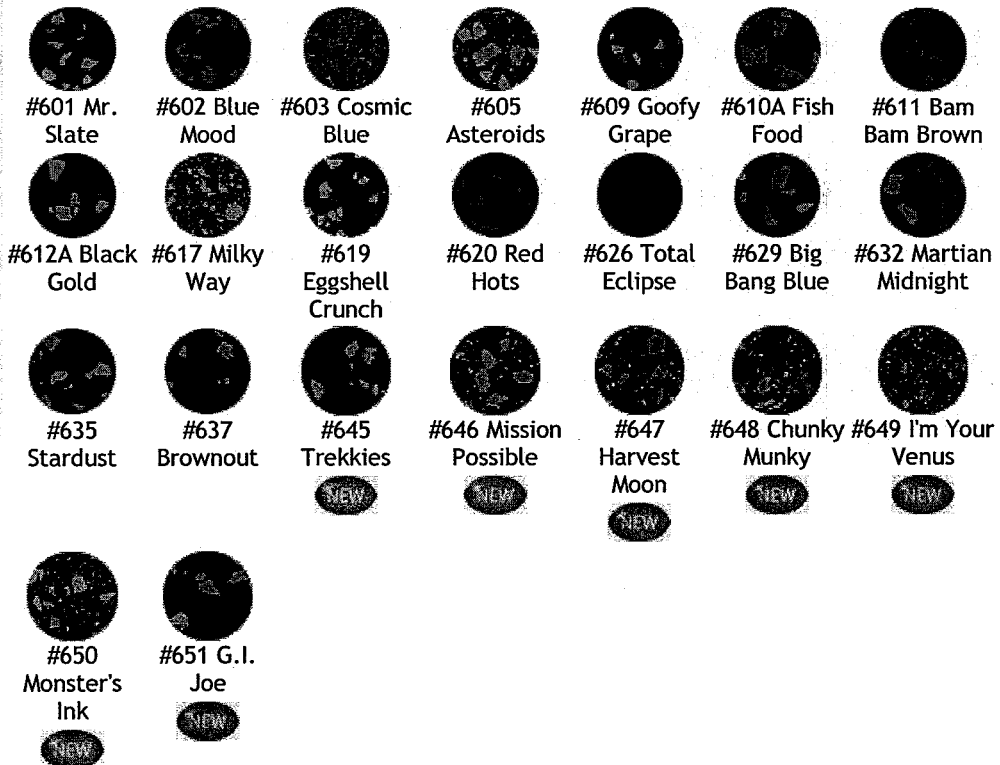 #601 Mr.
Slate
#602 Blue
Mood
#603 Cosmic
Blue
#605
Asteroids
#609 Goofy
Grape
#610A Fish
Food
#611 Bam
Bam Brown
#612A Black
Gold
#617 Milky
Way
#619
Eggshell
Crunch
#620 Red
Hots
#626 Total
Eclipse
#629 Big
Bang Blue
#632 Martian
Midnight
#635
Stardust
#637
Brownout
#645
Trekkies
NEW
#646 Mission
Possible
NEW
#647
Harvest
Moon
NEW
#648 Chunky
Munky
NEW
#649 I'm Your
Venus
NEW
#650
Monster's
Ink
NEW
#651 G.I.
Joe
NEW